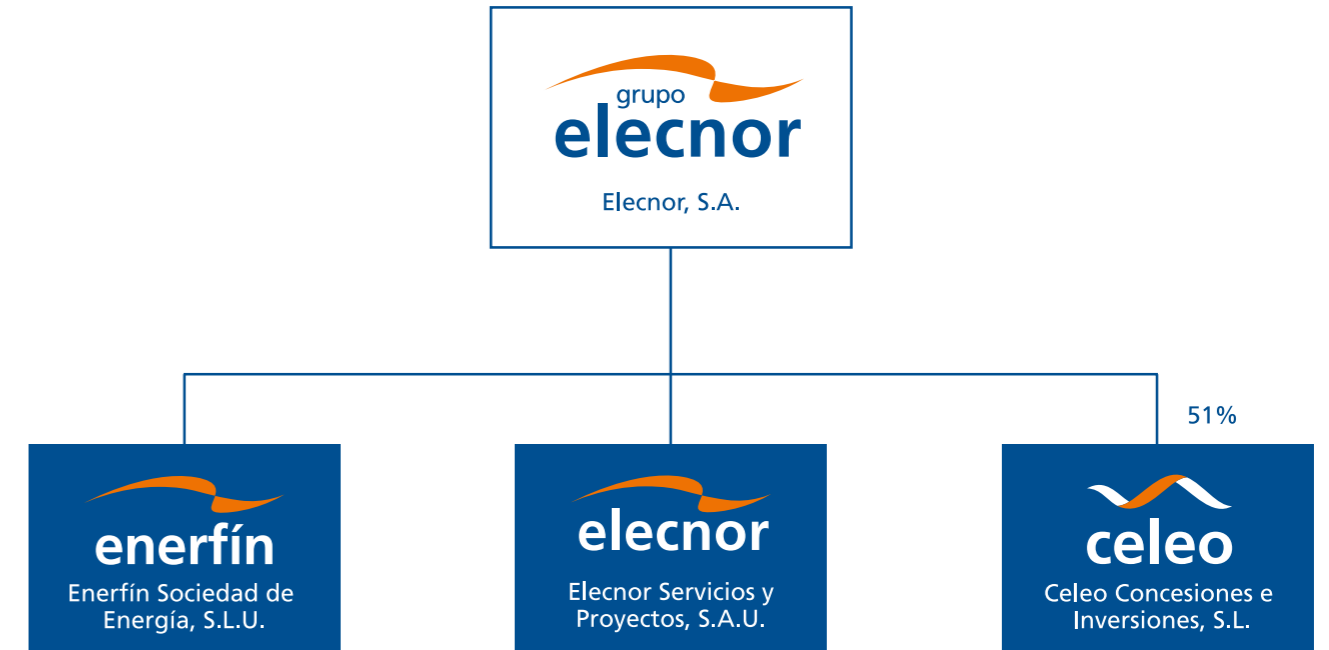 grupo
elecnor
Elecnor, S.A.
51%
enerfín
Enerfín Sociedad de
Energía, S.L.U.
elecnor
Elecnor Servicios y
Proyectos, S.A.U.
celeo
Celeo Concesiones e
Inversiones, S.L.